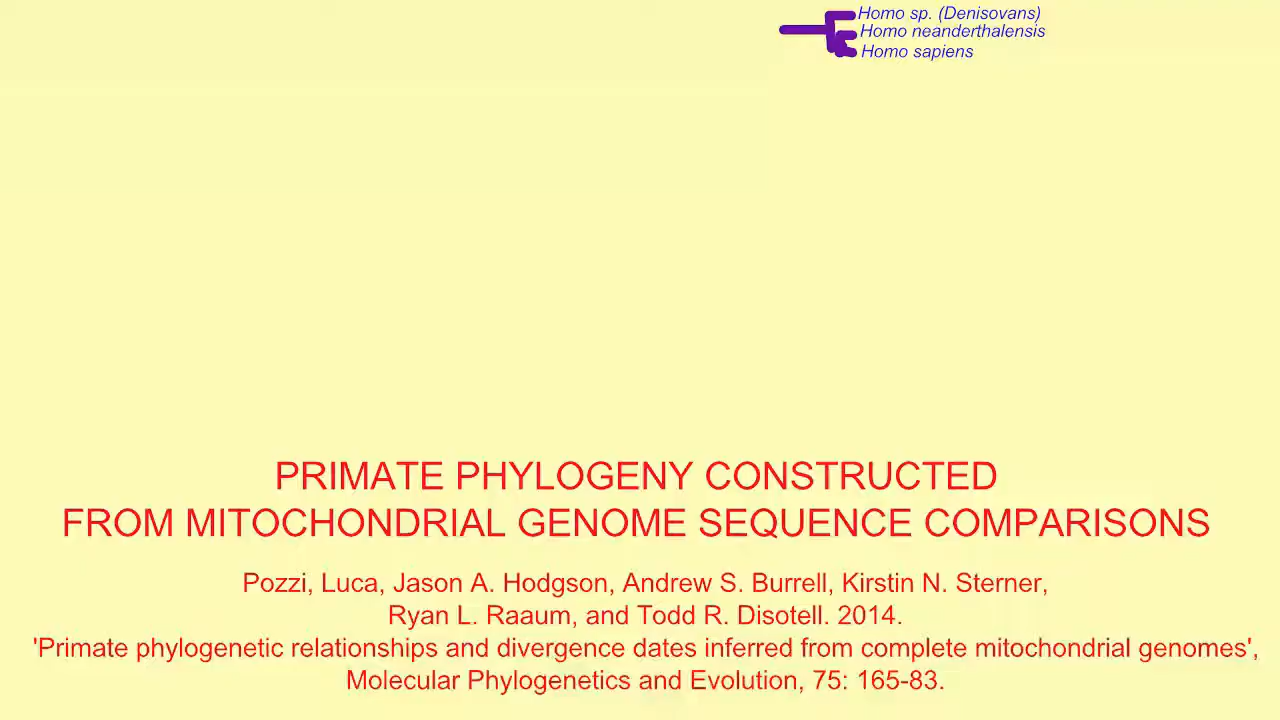 Homo sp. (Denisovans)
Homo neanderthalensis
Homo sapiens
PRIMATE PHYLOGENY CONSTRUCTED
FROM MITOCHONDRIAL GENOME SEQUENCE COMPARISONS
Pozzi, Luca, Jason A. Hodgson, Andrew S. Burrell, Kirstin N. Sterner,
Ryan L. Raaum, and Todd R. Disotell. 2014.
'Primate phylogenetic relationships and divergence dates inferred from complete mitochondrial genomes',
Molecular Phylogenetics and Evolution, 75: 165-83.